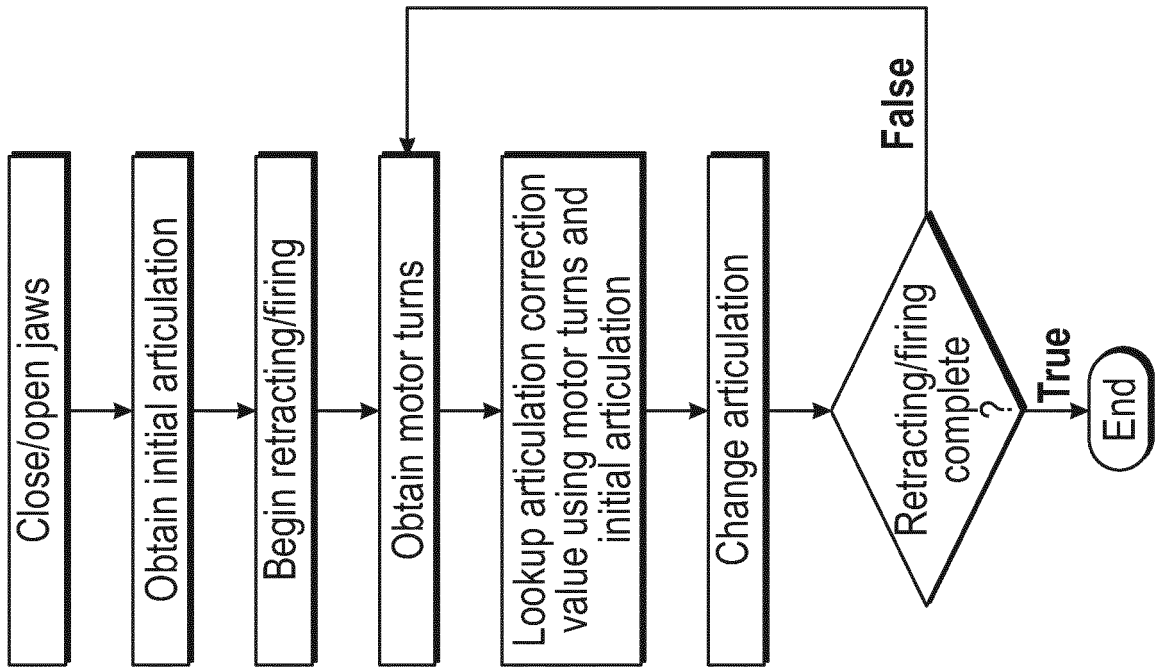 Close/open jaws
Obtain initial articulation
Begin retracting/firing
Obtain motor turns
Lookup articulation correction
value using motor turns and
initial articulation
Change articulation
Retracting/firing
complete
?
False
True
End